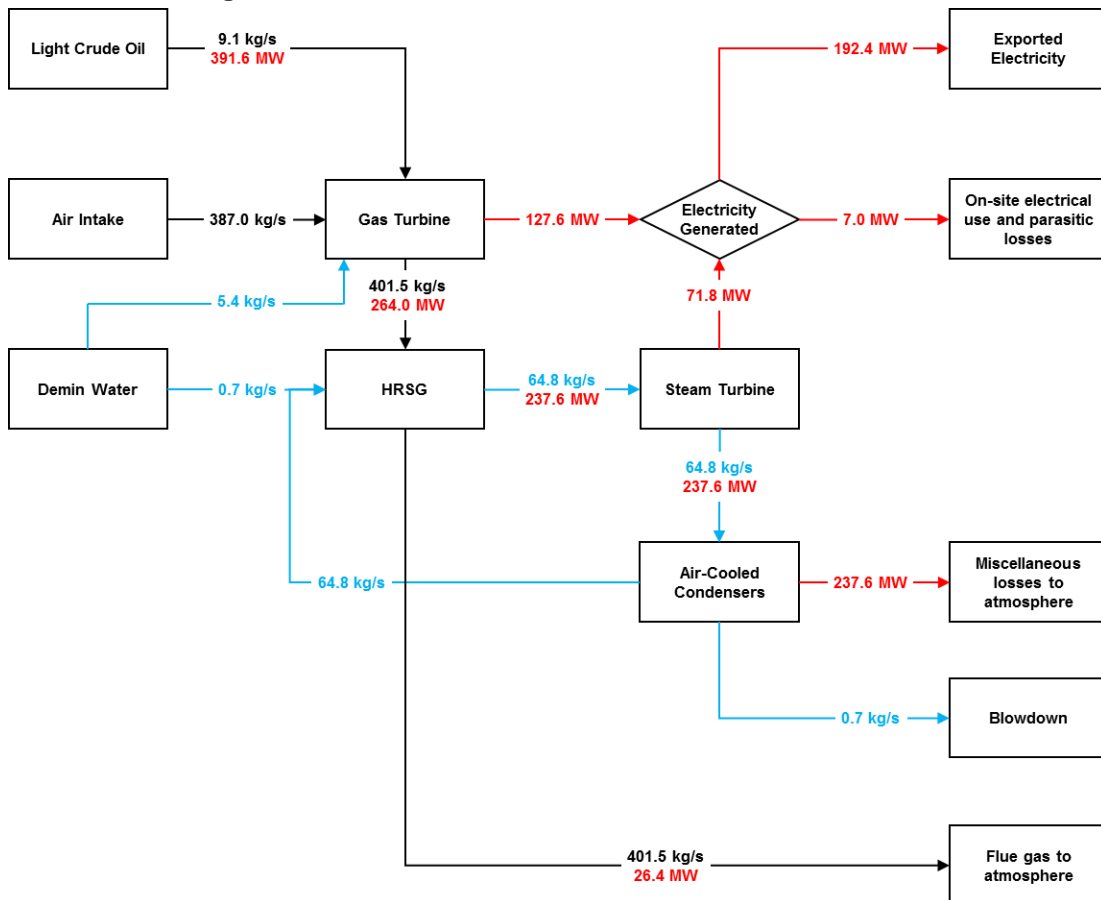 Light Crude Oil
9.1 kg/s
391.6 MW
192.4 MW
Exported
Electricity
Air Intake
387.0 kg/s
Gas Turbine
127.6 MW
Electricity
Generated
7.0 MW
On-site electrical
use and parasitic
losses
5.4 kg/s
401.5 kg/s
264.0 MW
71.8 MW
Demin Water
0.7 kg/s
HRSG
64.8 kg/s
237.6 MW
Steam Turbine
64.8 kg/s
237.6 MW
64.8 kg/s
Air-Cooled
Condensers
237.6 MW
Miscellaneous
losses to
atmosphere
0.7 kg/s
Blowdown
401.5 kg/s
26.4 MW
Flue gas to
atmosphere